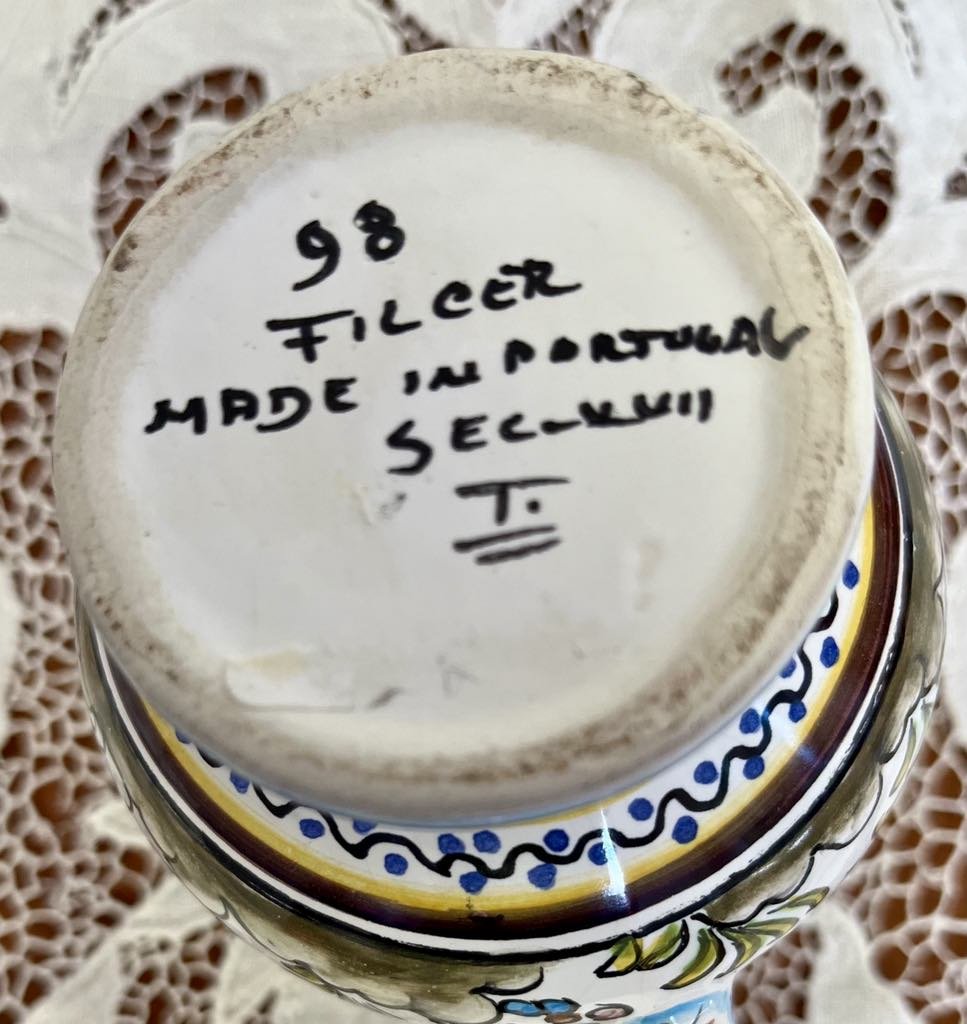 98
FILCER
MADE IN PORTUGAL
SEC-XVII
T.